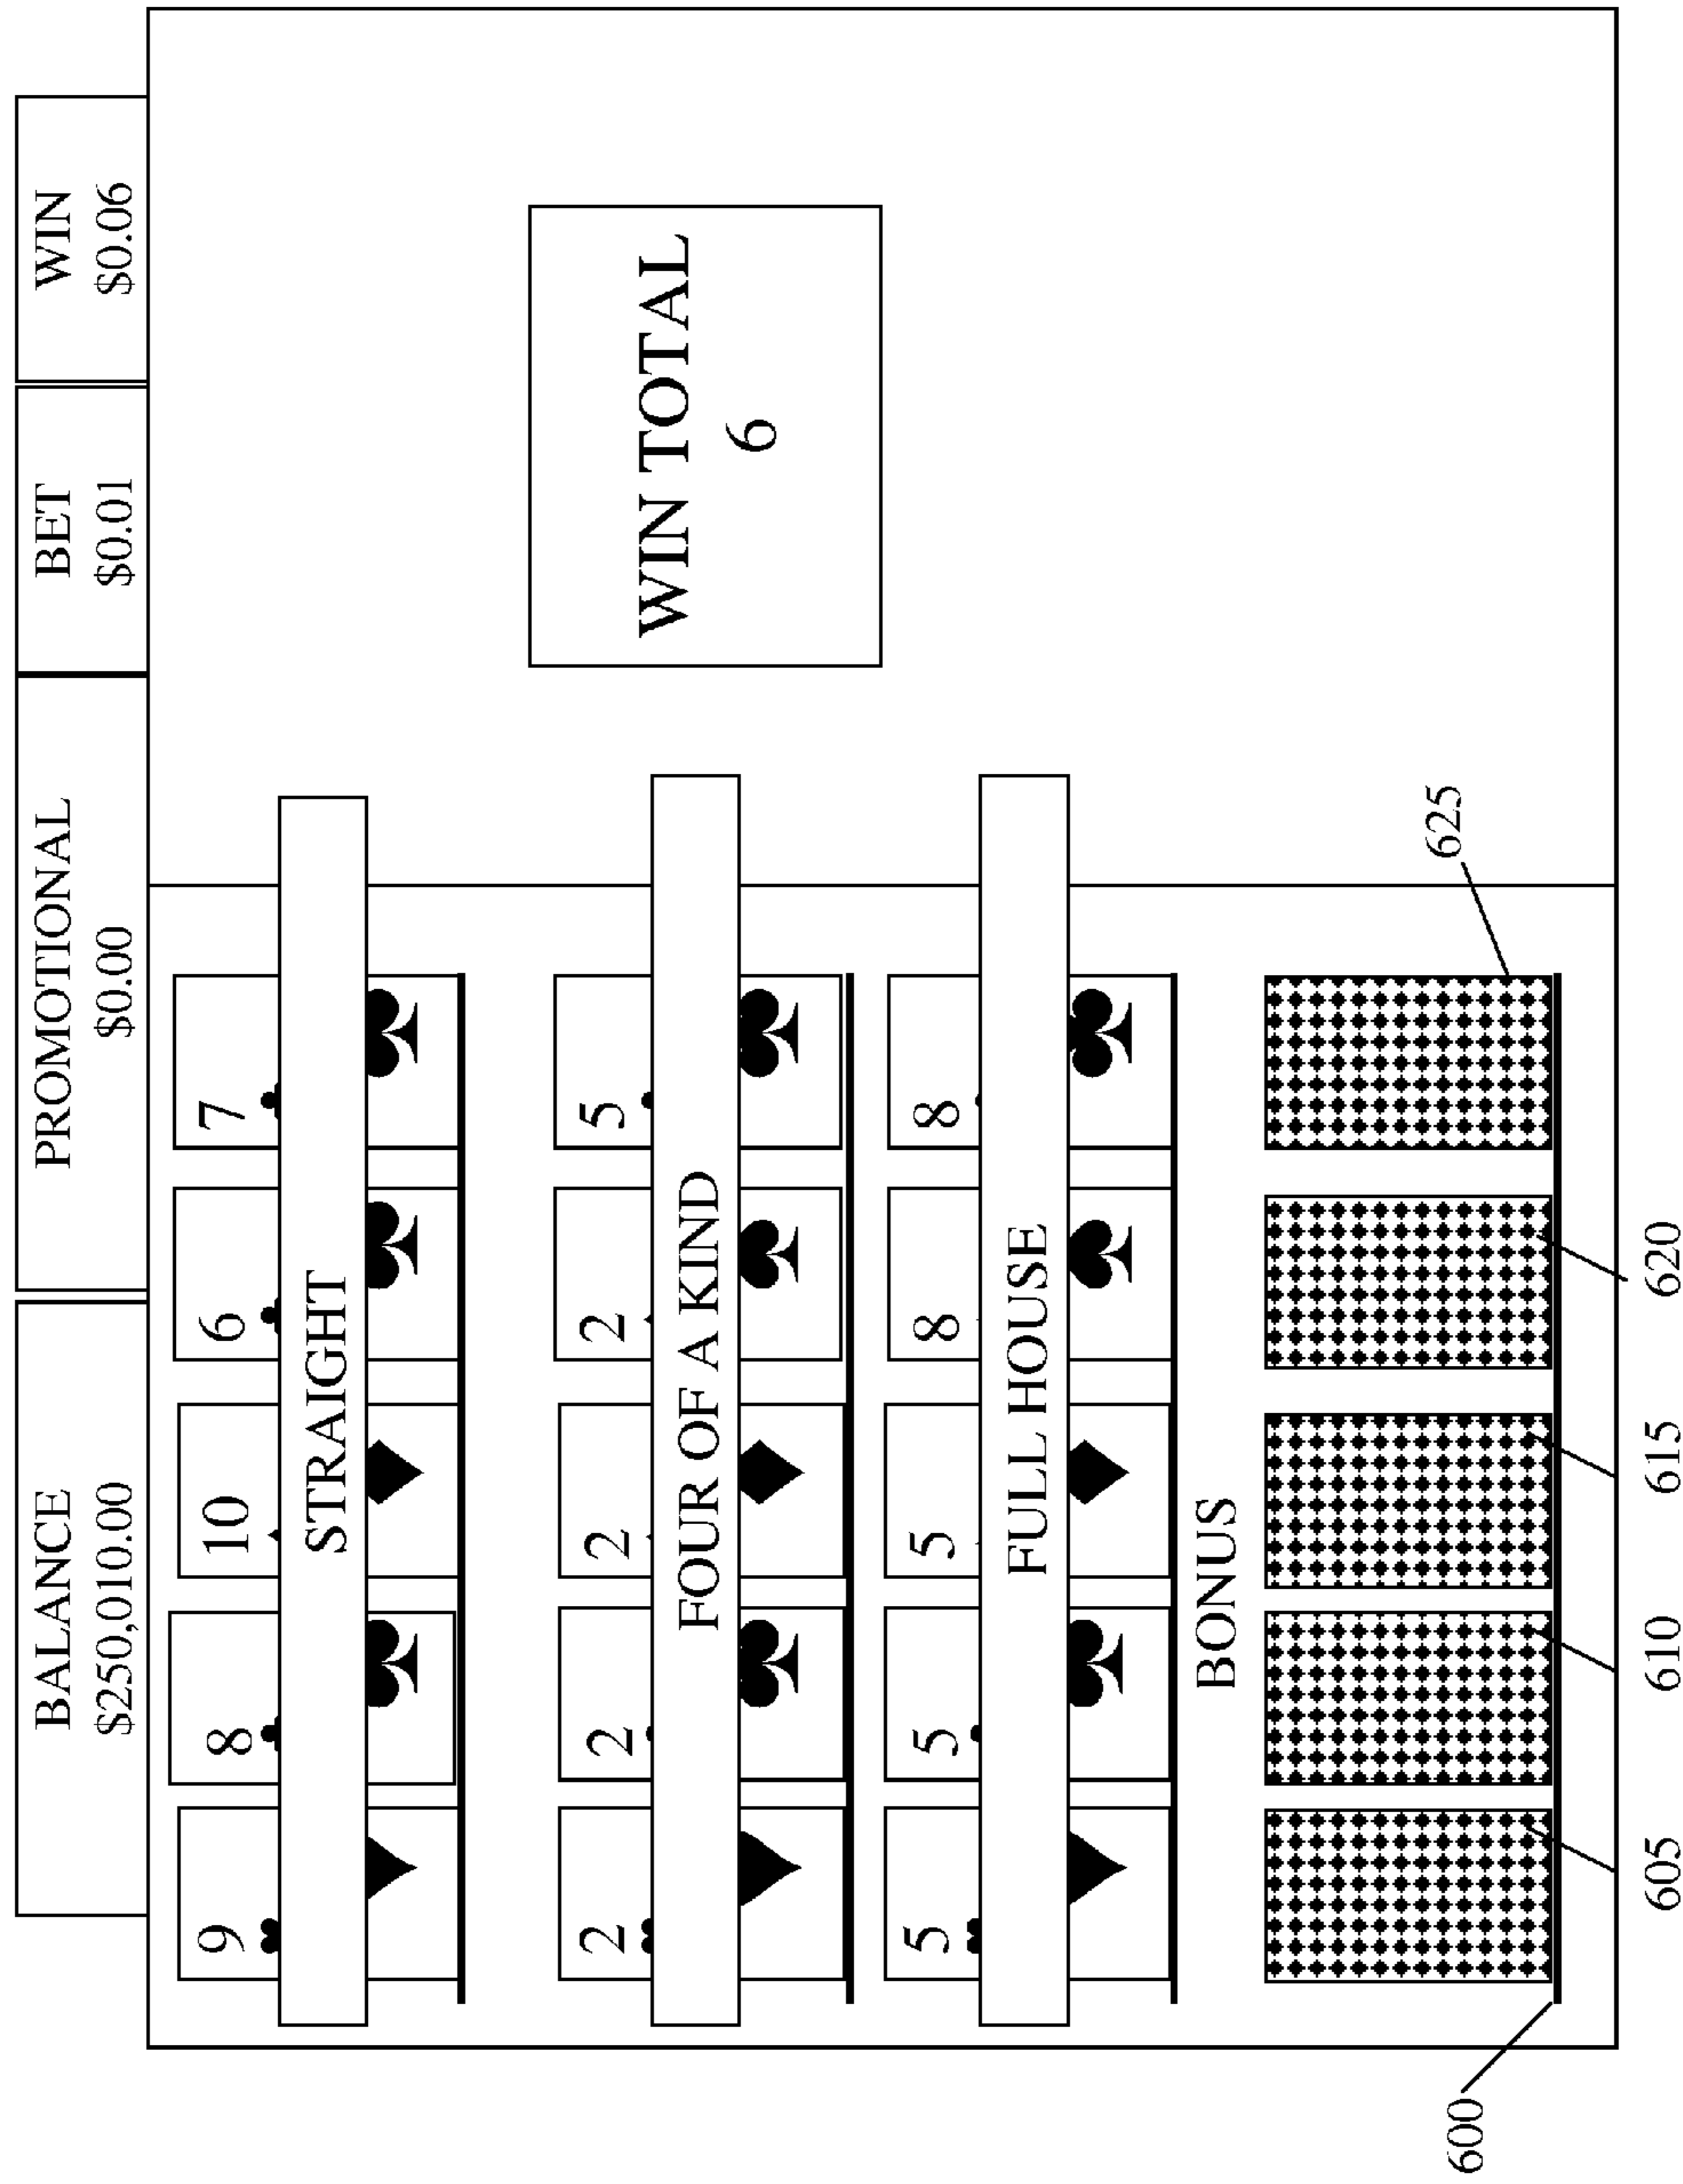 BALANCE
$250,010.00
PROMOTIONAL
$0.00
BET
$0.01
WIN
$0.06
9 8 10 6 7
STRAIGHT
2 2 2 2 5
FOUR OF A KIND
5 5 5 8 8
FULL HOUSE
WIN TOTAL
6
BONUS
600
605
610
615
620
625